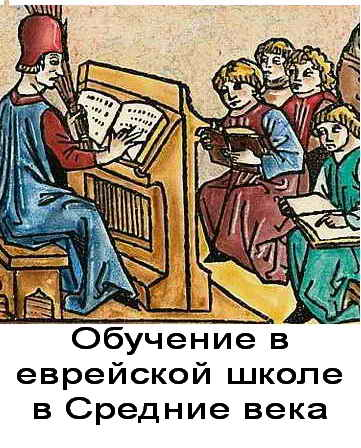 Обучение в
еврейской школе
в Средние века